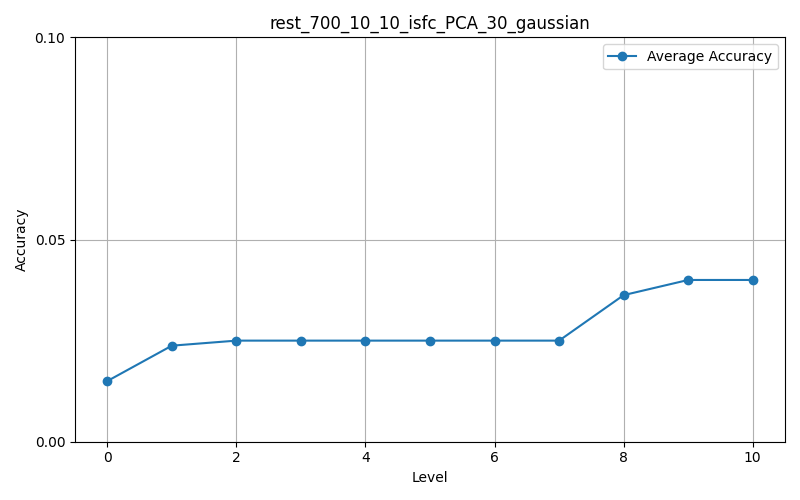 rest_700_10_10_isfc_PCA_30_gaussian
Average Accuracy
Accuracy
0.10
0.05
0.00
0 2 4 6 8 10
Level